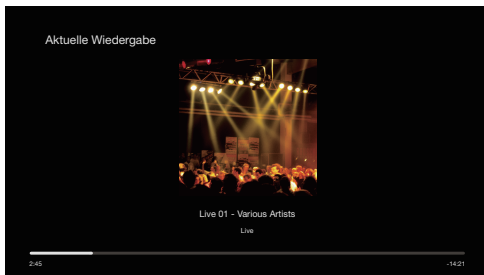 Aktuelle Wiedergabe
Live 01 - Various Artists
Live
2:45
-14:21